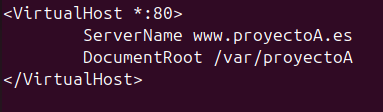 <VirtualHost *:80>
        ServerName www.proyectoA.es
        DocumentRoot /var/proyectoA
</VirtualHost>